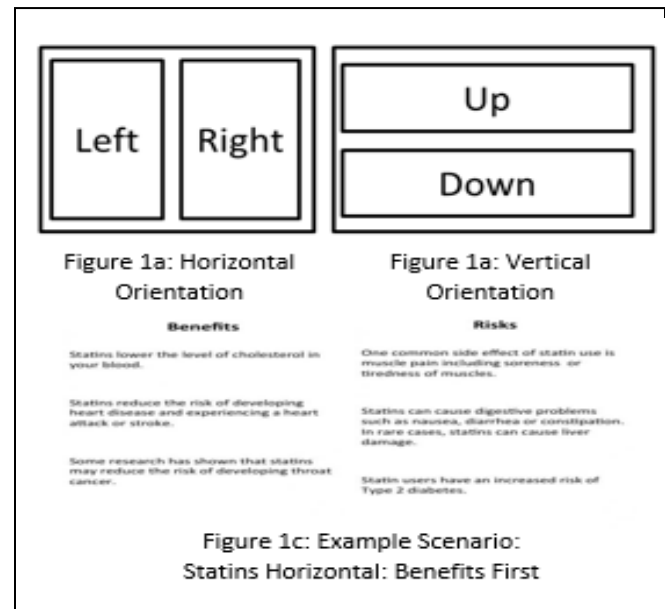 Left
Right
Up
Down
Figure 1a: Horizontal
Orientation
Figure 1a: Vertical
Orientation
Benefits
Statins lower the level of cholesterol in
your blood.
Statins reduce the risk of developing
heart disease and experiencing a heart
attack or stroke.
Some research has shown that statins
may reduce the risk of developing throat
cancer.
Risks
One common side effect of statin use is
muscle pain including soreness or
tiredness of muscles.
Statins can cause digestive problems
such as nausea, diarrhea or constipation.
In rare cases, statins can cause liver
damage.
Statin users have an increased risk of
Type 2 diabetes.
Figure 1c: Example Scenario:
Statins Horizontal: Benefits First